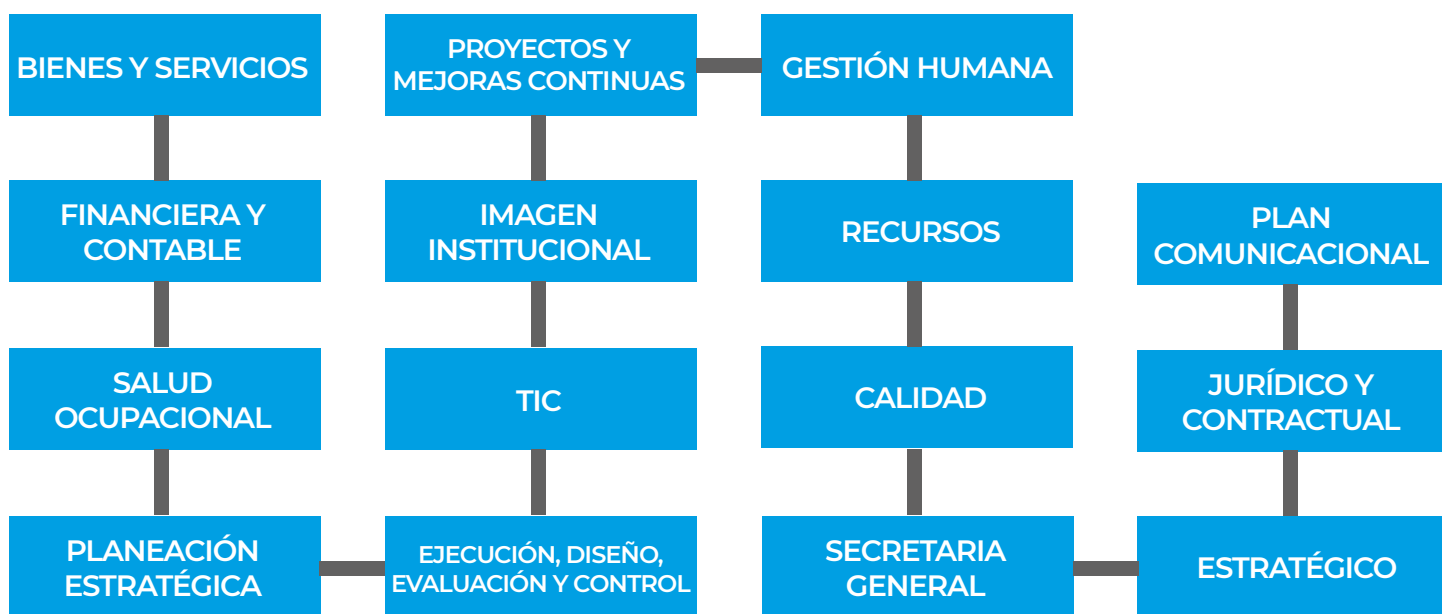 BIENES Y SERVICIOS
FINANCIERA Y
CONTABLE
SALUD
OCUPACIONAL
PLANEACIÓN
ESTRATÉGICA
EJECUCIÓN, DISEÑO,
EVALUACIÓN Y CONTROL
TIC
IMAGEN
INSTITUCIONAL
PROYECTOS Y
MEJORAS CONTINUAS
GESTIÓN HUMANA
RECURSOS
CALIDAD
SECRETARIA
GENERAL
ESTRATÉGICO
JURÍDICO Y
CONTRACTUAL
PLAN
COMUNICACIONAL